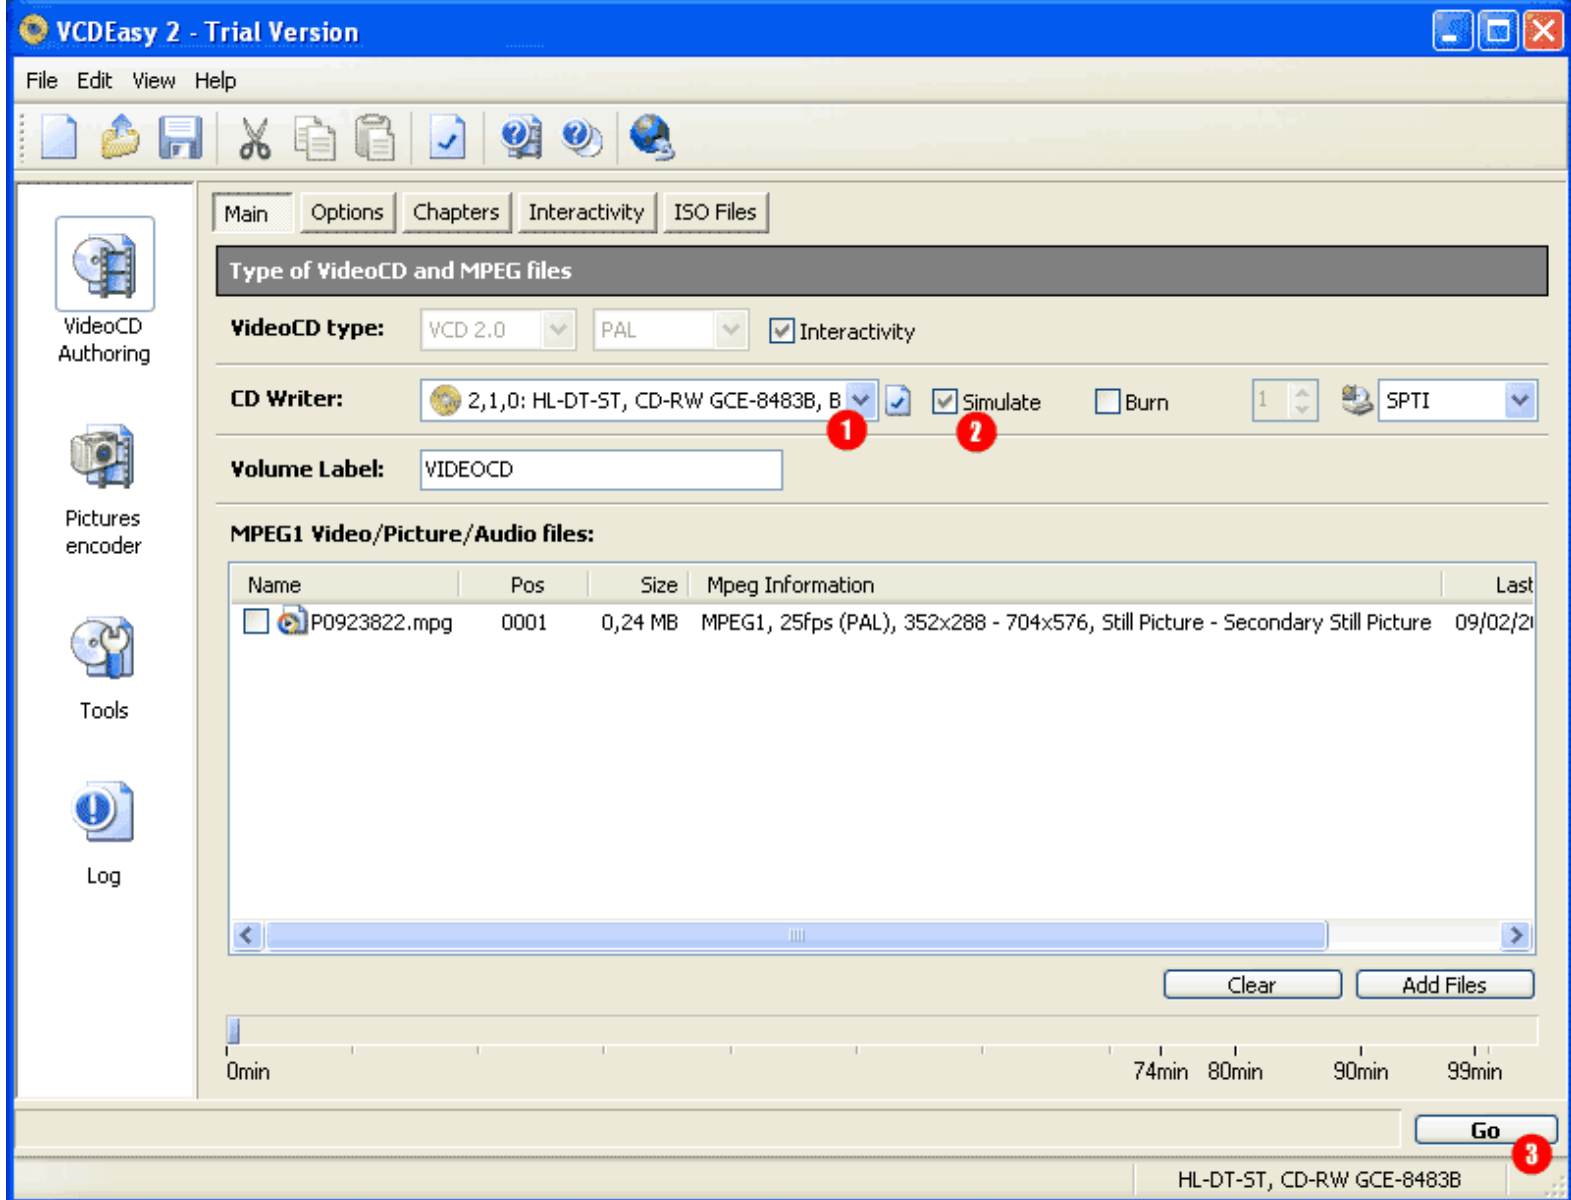 VCDEasy 2 - Trial Version
File Edit View Help
Main Options Chapters Interactivity ISO Files
Type of VideoCD and MPEG files
VideoCD type: VCD 2.0 PAL Interactivity
CD Writer: 2,1,0: HL-DT-ST, CD-RW GCE-8483B, B Simulate Burn 1 SPTI
1 2
Volume Label: VIDEOCD
MPEG1 Video/Picture/Audio files:
Name Pos Size Mpeg Information Last
P0923822.mpg 0001 0,24 MB MPEG1, 25fps (PAL), 352x288 - 704x576, Still Picture - Secondary Still Picture 09/02/2
VideoCD
Authoring
Pictures
encoder
Tools
Log
Clear Add Files
0min 74min 80min 90min 99min
Go
3
HL-DT-ST, CD-RW GCE-8483B